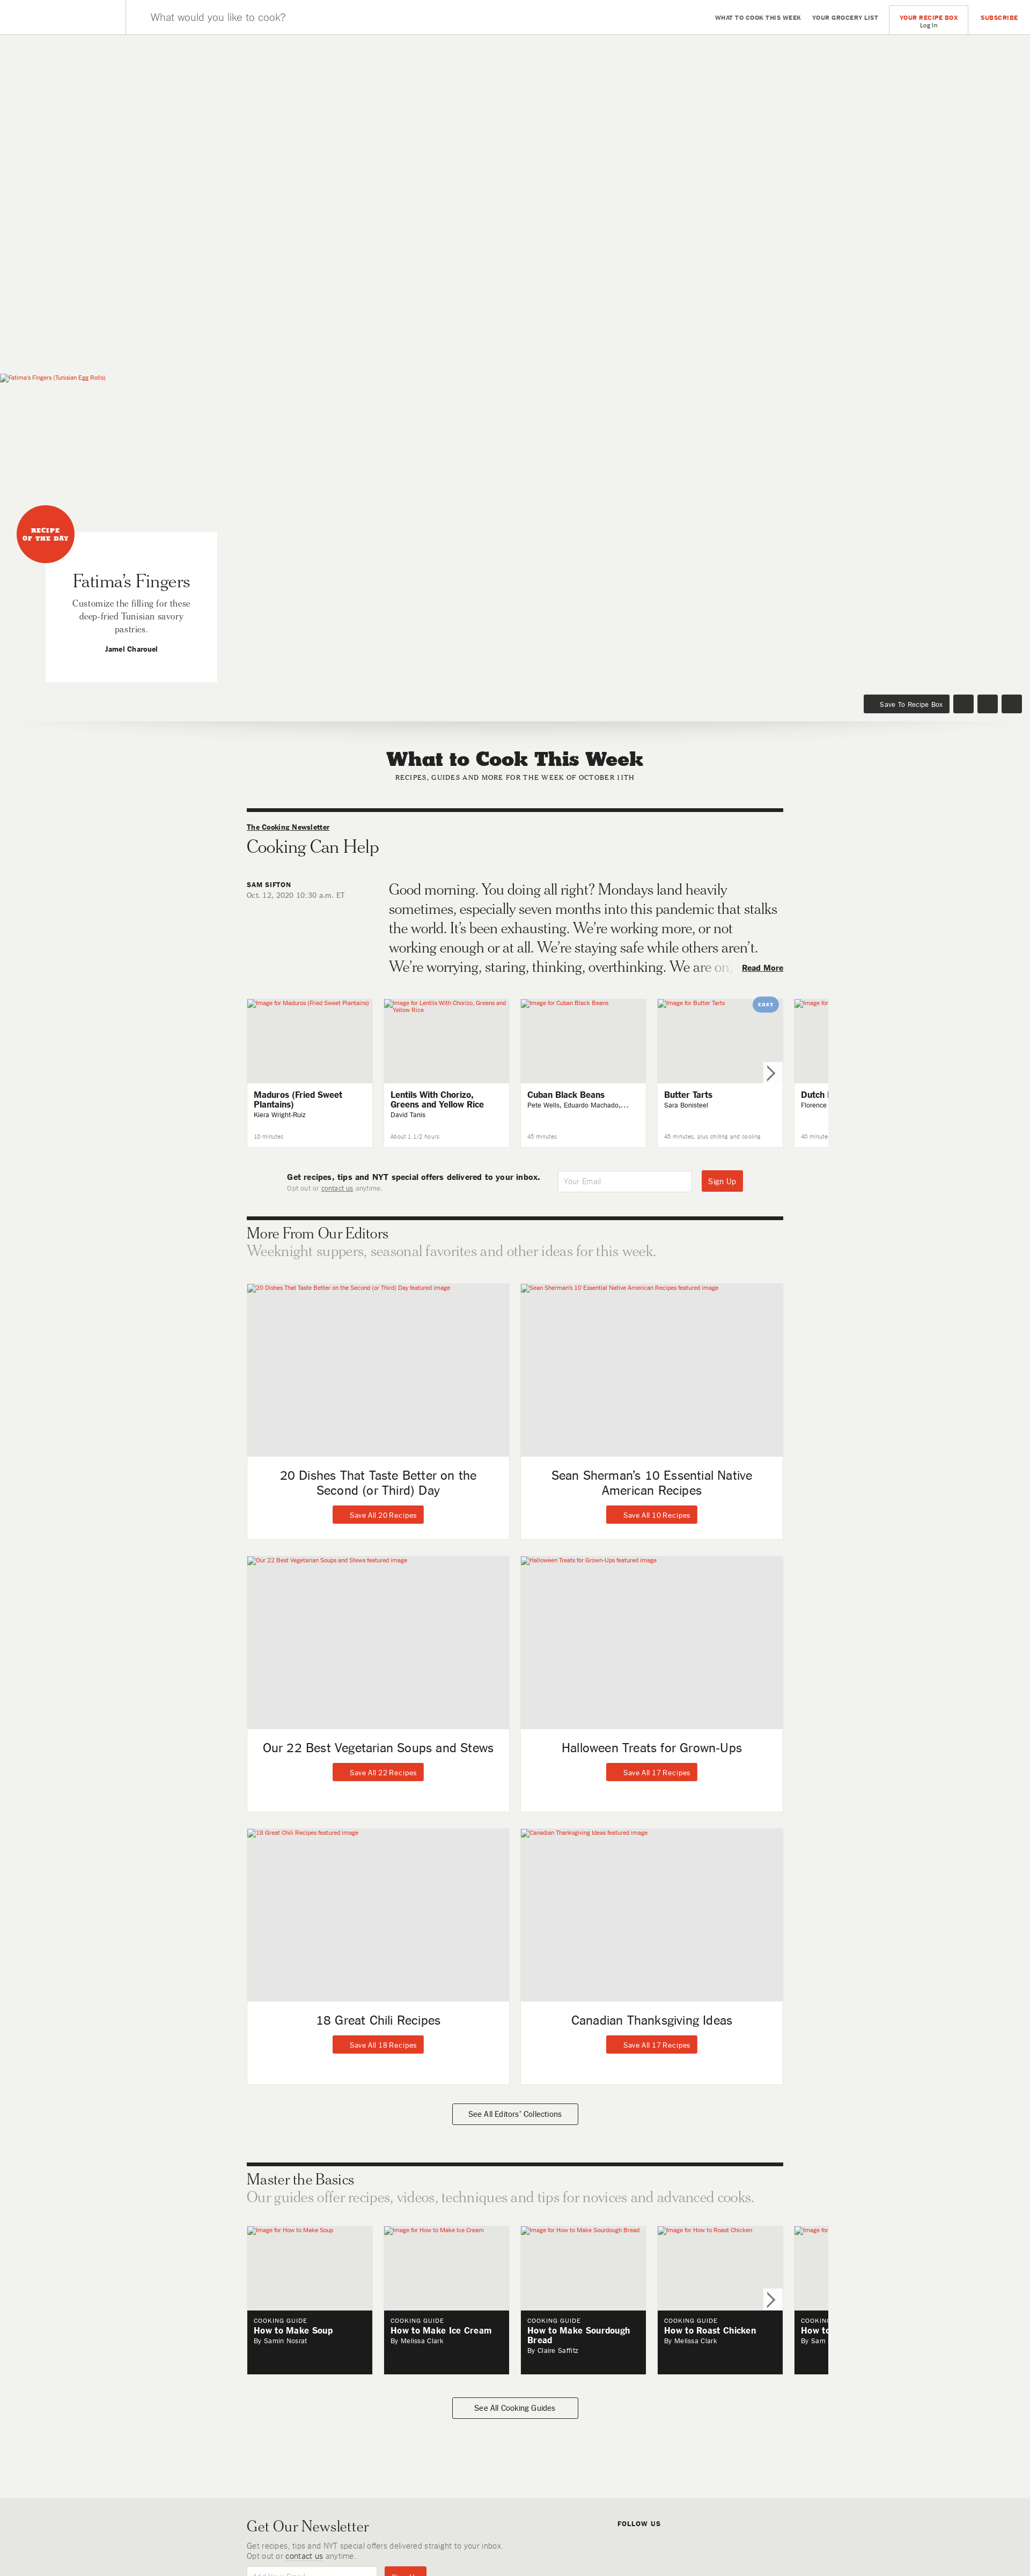 What would you like to cook?
WHAT TO COOK THIS WEEK
YOUR GROCERY LIST
YOUR RECIPE BOX
Log In
SUBSCRIBE
Fatima's Fingers (Tunisian Egg Rolls)
RECIPE
OF THE DAY
Fatima's Fingers
Customize the filling for these
deep-fried Tunisian savory
pastries.
Jamel Charouel
Save To Recipe Box
What to Cook This Week
RECIPES, GUIDES AND MORE FOR THE WEEK OF OCTOBER 11TH
The Cooking Newsletter
Cooking Can Help
SAM SIFTON
Oct. 12, 2020 10:30 a.m. ET
Good morning. You doing all right? Mondays land heavily
sometimes, especially seven months into this pandemic that stalks
the world. It's been exhausting. We're working more, or not
working enough or at all. We're staying safe while others aren't.
We're worrying, staring, thinking, overthinking. We are on,
Read More
Image for Maduros (Fried Sweet Plantains)
Maduros (Fried Sweet
Plantains)
Kiera Wright-Ruiz
10 minutes
Image for Lentils With Chorizo, Greens and
Yellow Rice
Lentils With Chorizo,
Greens and Yellow Rice
David Tanis
About 1 1/2 hours
Image for Cuban Black Beans
Cuban Black Beans
Pete Wells, Eduardo Machado,...
45 minutes
Image for Butter Tarts
EASY
Butter Tarts
Sara Bonisteel
45 minutes, plus chilling and cooling
Image for
Dutch
Florence
40 minute
Get recipes, tips and NYT special offers delivered to your inbox.
Opt out or contact us anytime.
Your Email
Sign Up
More From Our Editors
Weeknight suppers, seasonal favorites and other ideas for this week.
20 Dishes That Taste Better on the Second (or Third) Day featured image
20 Dishes That Taste Better on the
Second (or Third) Day
Save All 20 Recipes
Sean Sherman's 10 Essential Native American Recipes featured image
Sean Sherman's 10 Essential Native
American Recipes
Save All 10 Recipes
Our 22 Best Vegetarian Soups and Stews featured image
Our 22 Best Vegetarian Soups and Stews
Save All 22 Recipes
Halloween Treats for Grown-Ups featured image
Halloween Treats for Grown-Ups
Save All 17 Recipes
18 Great Chili Recipes featured image
18 Great Chili Recipes
Save All 18 Recipes
Canadian Thanksgiving Ideas featured image
Canadian Thanksgiving Ideas
Save All 17 Recipes
See All Editors' Collections
Master the Basics
Our guides offer recipes, videos, techniques and tips for novices and advanced cooks.
Image for How to Make Soup
COOKING GUIDE
How to Make Soup
By Samin Nosrat
Image for How to Make Ice Cream
COOKING GUIDE
How to Make Ice Cream
By Melissa Clark
Image for How to Make Sourdough Bread
COOKING GUIDE
How to Make Sourdough
Bread
By Claire Saffitz
Image for How to Roast Chicken
COOKING GUIDE
How to Roast Chicken
By Melissa Clark
Image for
COOKING
How to
By Sam
See All Cooking Guides
Get Our Newsletter
Get recipes, tips and NYT special offers delivered straight to your inbox.
Opt out or contact us anytime.
FOLLOW US